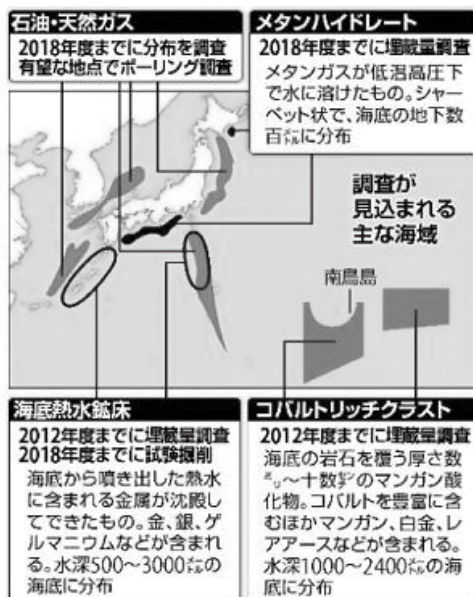 石油・天然ガス
2018年度までに分布を調査
有望な地点でボーリング調査
メタンハイドレート
2018年度までに埋蔵量調査
メタンガスが低温高圧下
で水に溶けたもの。シャー
ベット状で、海底の地下数
百㍍に分布
調査が
見込まれる
主な海域
南鳥島
海底熱水鉱床
2012年度までに埋蔵量調査
2018年度までに試験掘削
海底から噴き出した熱水
に含まれる金属が沈殿し
てできたもの。金、銀、ゲ
ルマニウムなどが含まれ
る。水深500〜3000㍍の
海底に分布
コバルトリッチクラスト
2012年度までに埋蔵量調査
海底の岩石を覆う厚さ数
㍉〜十数㌢のマンガン酸
化物。コバルトを豊富に含
むほかマンガン、白金、レ
アアースなどが含まれる。
水深1000〜2400㍍の海
底に分布